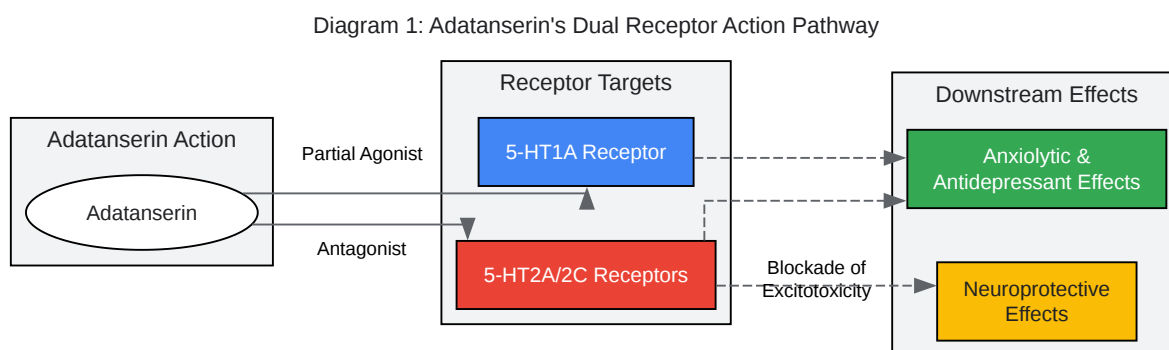 Diagram 1: Adatanserin's Dual Receptor Action Pathway
Adatanserin Action
Adatanserin
Partial Agonist
Antagonist
Receptor Targets
5-HT1A Receptor
5-HT2A/2C Receptors
Blockade of
Excitotoxicity
Downstream Effects
Anxiolytic &
Antidepressant Effects
Neuroprotective
Effects